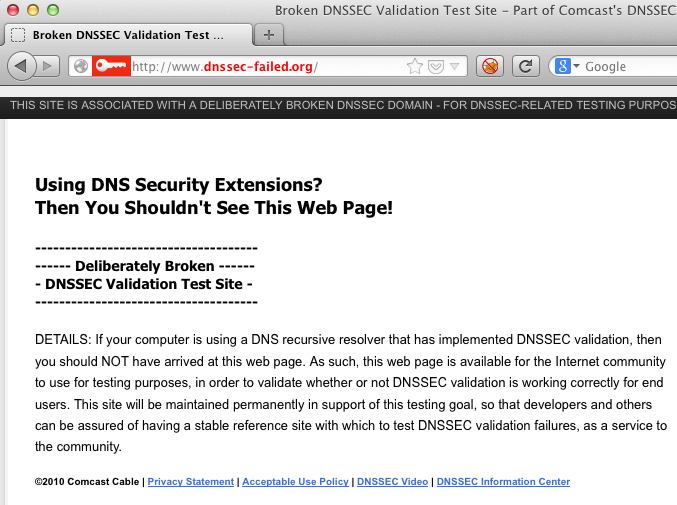 Broken DNSSEC Validation Test Site – Part of Comcast's DNSSEC
Broken DNSSEC Validation Test ...
http://www.dnssec-failed.org/
Google
THIS SITE IS ASSOCIATED WITH A DELIBERATELY BROKEN DNSSEC DOMAIN - FOR DNSSEC-RELATED TESTING PURPOS
Using DNS Security Extensions?
Then You Shouldn't See This Web Page!
-------------------------------------
------ Deliberately Broken ------
- DNSSEC Validation Test Site -
-------------------------------------
DETAILS: If your computer is using a DNS recursive resolver that has implemented DNSSEC validation, then
you should NOT have arrived at this web page. As such, this web page is available for the Internet community
to use for testing purposes, in order to validate whether or not DNSSEC validation is working correctly for end
users. This site will be maintained permanently in support of this testing goal, so that developers and others
can be assured of having a stable reference site with which to test DNSSEC validation failures, as a service to
the community.
©2010 Comcast Cable | Privacy Statement | Acceptable Use Policy | DNSSEC Video | DNSSEC Information Center